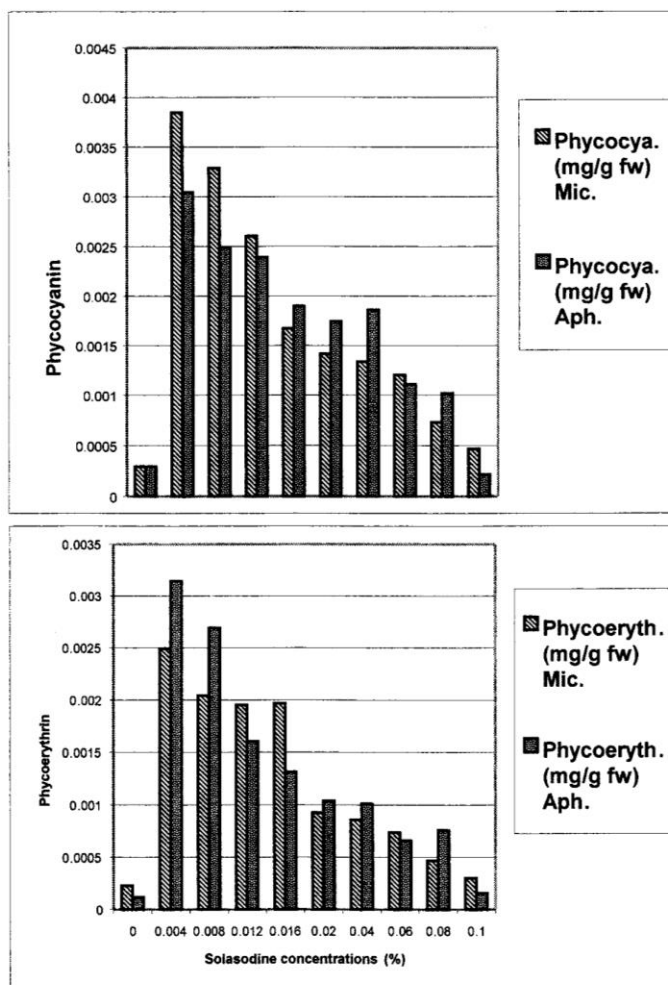 0.0045
0.004
0.0035
0.003
0.0025
0.002
0.0015
0.001
0.0005
0
Phycocyanin
Phycocya.
(mg/g fw)
Mic.
Phycocya.
(mg/g fw)
Aph.
0.0035
0.003
0.0025
0.002
0.0015
0.001
0.0005
0
Phycoerythrin
0 0.004 0.008 0.012 0.016 0.02 0.04 0.06 0.08 0.1
Solasodine concentrations (%)
Phycoeryth.
(mg/g fw)
Mic.
Phycoeryth.
(mg/g fw)
Aph.